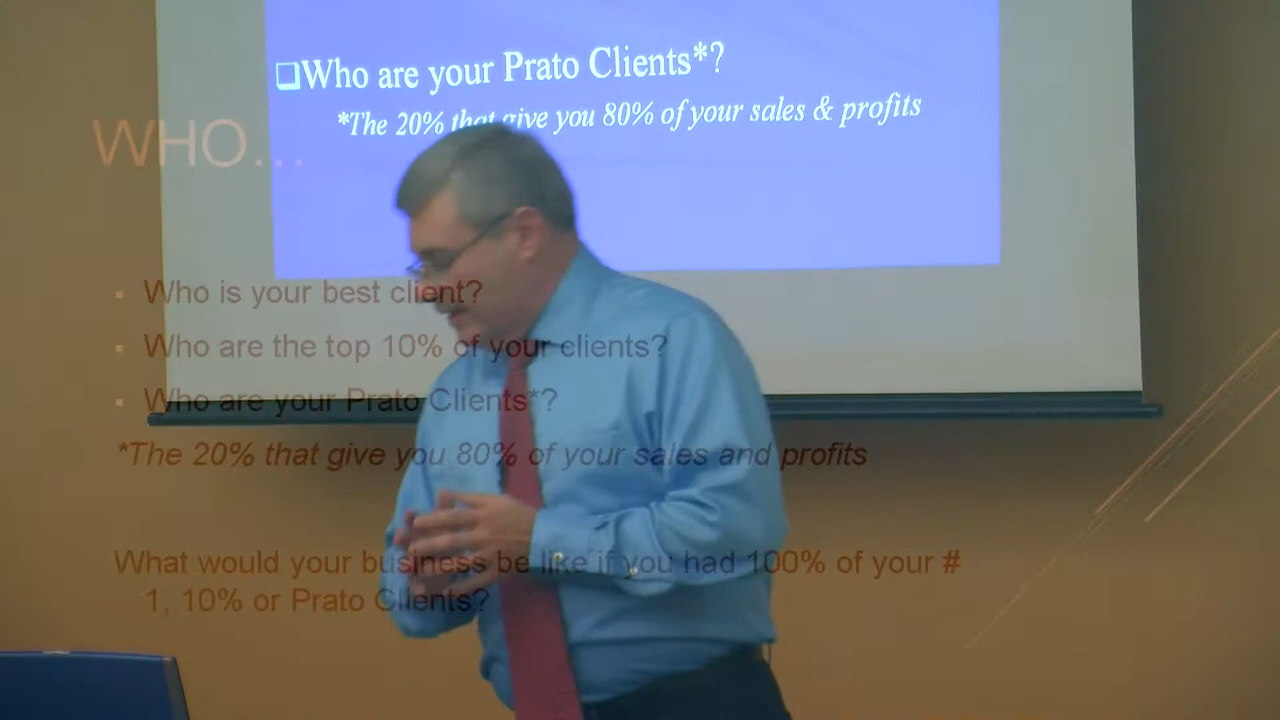 ❑Who are your Prato Clients*?
*The 20% that give you 80% of your sales & profits
WHO...
Who is your best client?
Who are the top 10% of your clients?
Who are your Prato Clients*?
*The 20% that give you 80% of your sales and profits
What would your business be like if you had 100% of your #
1, 10% or Prato Clients?